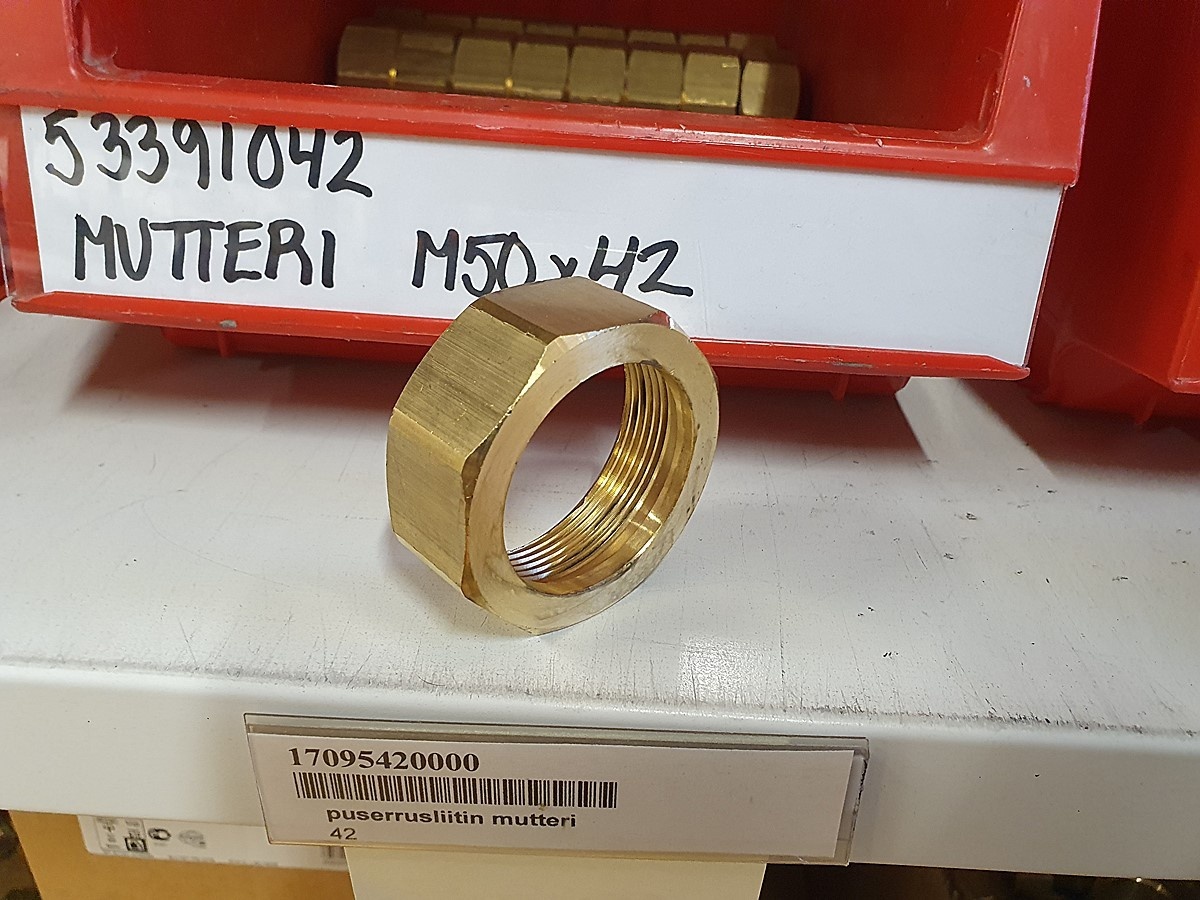 53391042
MUTTERI M50x42
17095420000
puserrusliitin mutteri
42